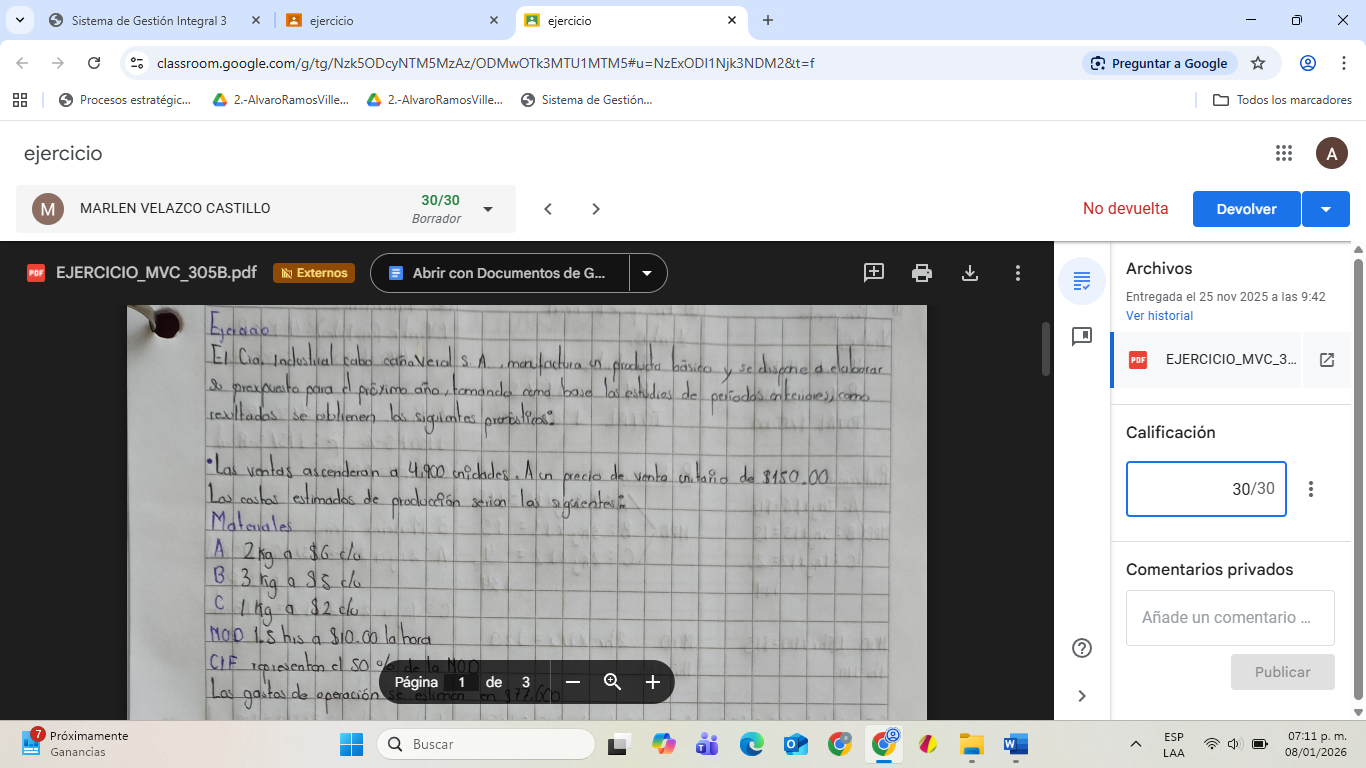 Sistema de Gestión Integral 3
ejercicio
ejercicio
classroom.google.com/g/tg/Nzk5ODcyNTM5MzAz/ODMwOTk3MTU1MTM5#u=NzExODI1Njk3NDM2&t=f
Preguntar a Google
Procesos estratégic...
2.-AlvaroRamosVille...
2.-AlvaroRamosVille...
Sistema de Gestión...
Todos los marcadores
ejercicio
A
M
MARLEN VELAZCO CASTILLO
30/30
Borrador
No devuelta
Devolver
PDF
EJERCICIO_MVC_305B.pdf
Externos
Abrir con Documentos de G...
Ejercicio
El Cia. Industrial cabo cañaveral S.A, manufactura un producto básico y se dispone a elaborar
su presupuesto para el próximo año, tomando como base los estudios de periodos anteriores, como
resultados se obtienen los siguientes pronósticos:
• Las ventas ascenderan a 4,900 unidades. A un precio de venta unitario de $150.00
Los costos estimados de producción serian los siguientes:
Materiales
A 2 Kg a $6 c/u
B 3 Kg a $5 c/u
C 1 Kg a $2 c/u
MOD 1.5 hrs a $10.00 la hora
CIF representan el 50 % de la MOD
Los gastos de operación se estiman en
Página 1 de 3
Archivos
Entregada el 25 nov 2025 a las 9:42
Ver historial
PDF
EJERCICIO_MVC_3...
Calificación
30/30
Comentarios privados
Añade un comentario ...
Publicar
7
Próximamente
Ganancias
Buscar
ESP
LAA
07:11 p. m.
08/01/2026